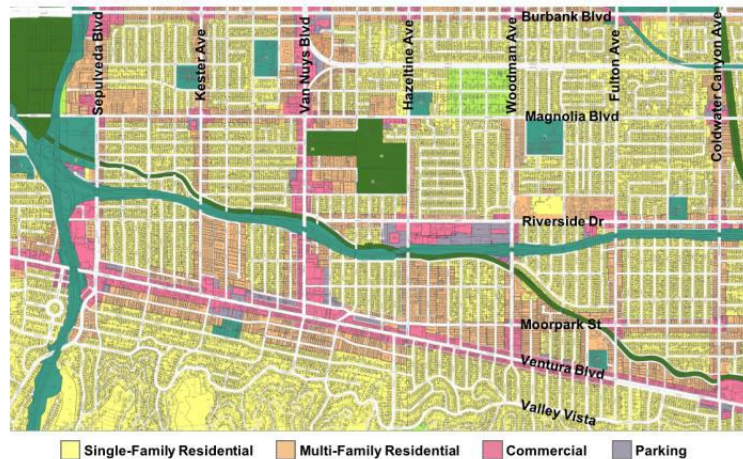 Burbank Blvd
Sepulveda Blvd
Kester Ave
Van Nuys Blvd
Hazeltine Ave
Woodman Ave
Fulton Ave
Coldwater Canyon Ave
Magnolia Blvd
Riverside Dr
Moorpark St
Ventura Blvd
Valley Vista
Single-Family Residential
Multi-Family Residential
Commercial
Parking